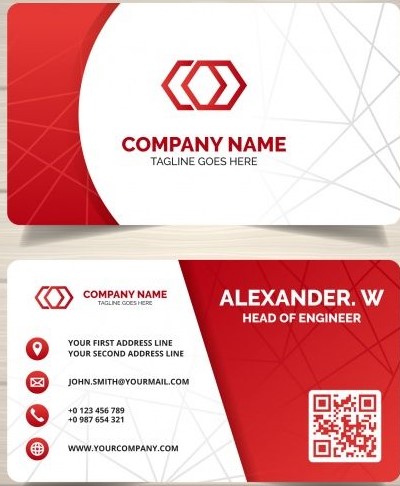 COMPANY NAME
TAGLINE GOES HERE
COMPANY NAME
TAGLINE GOES HERE
ALEXANDER. W
HEAD OF ENGINEER
YOUR FIRST ADDRESS LINE
YOUR SECOND ADDRESS LINE
JOHN.SMITH@YOURMAIL.COM
+0 123 456 789
+0 987 654 321
WWW.YOURCOMPANY.COM